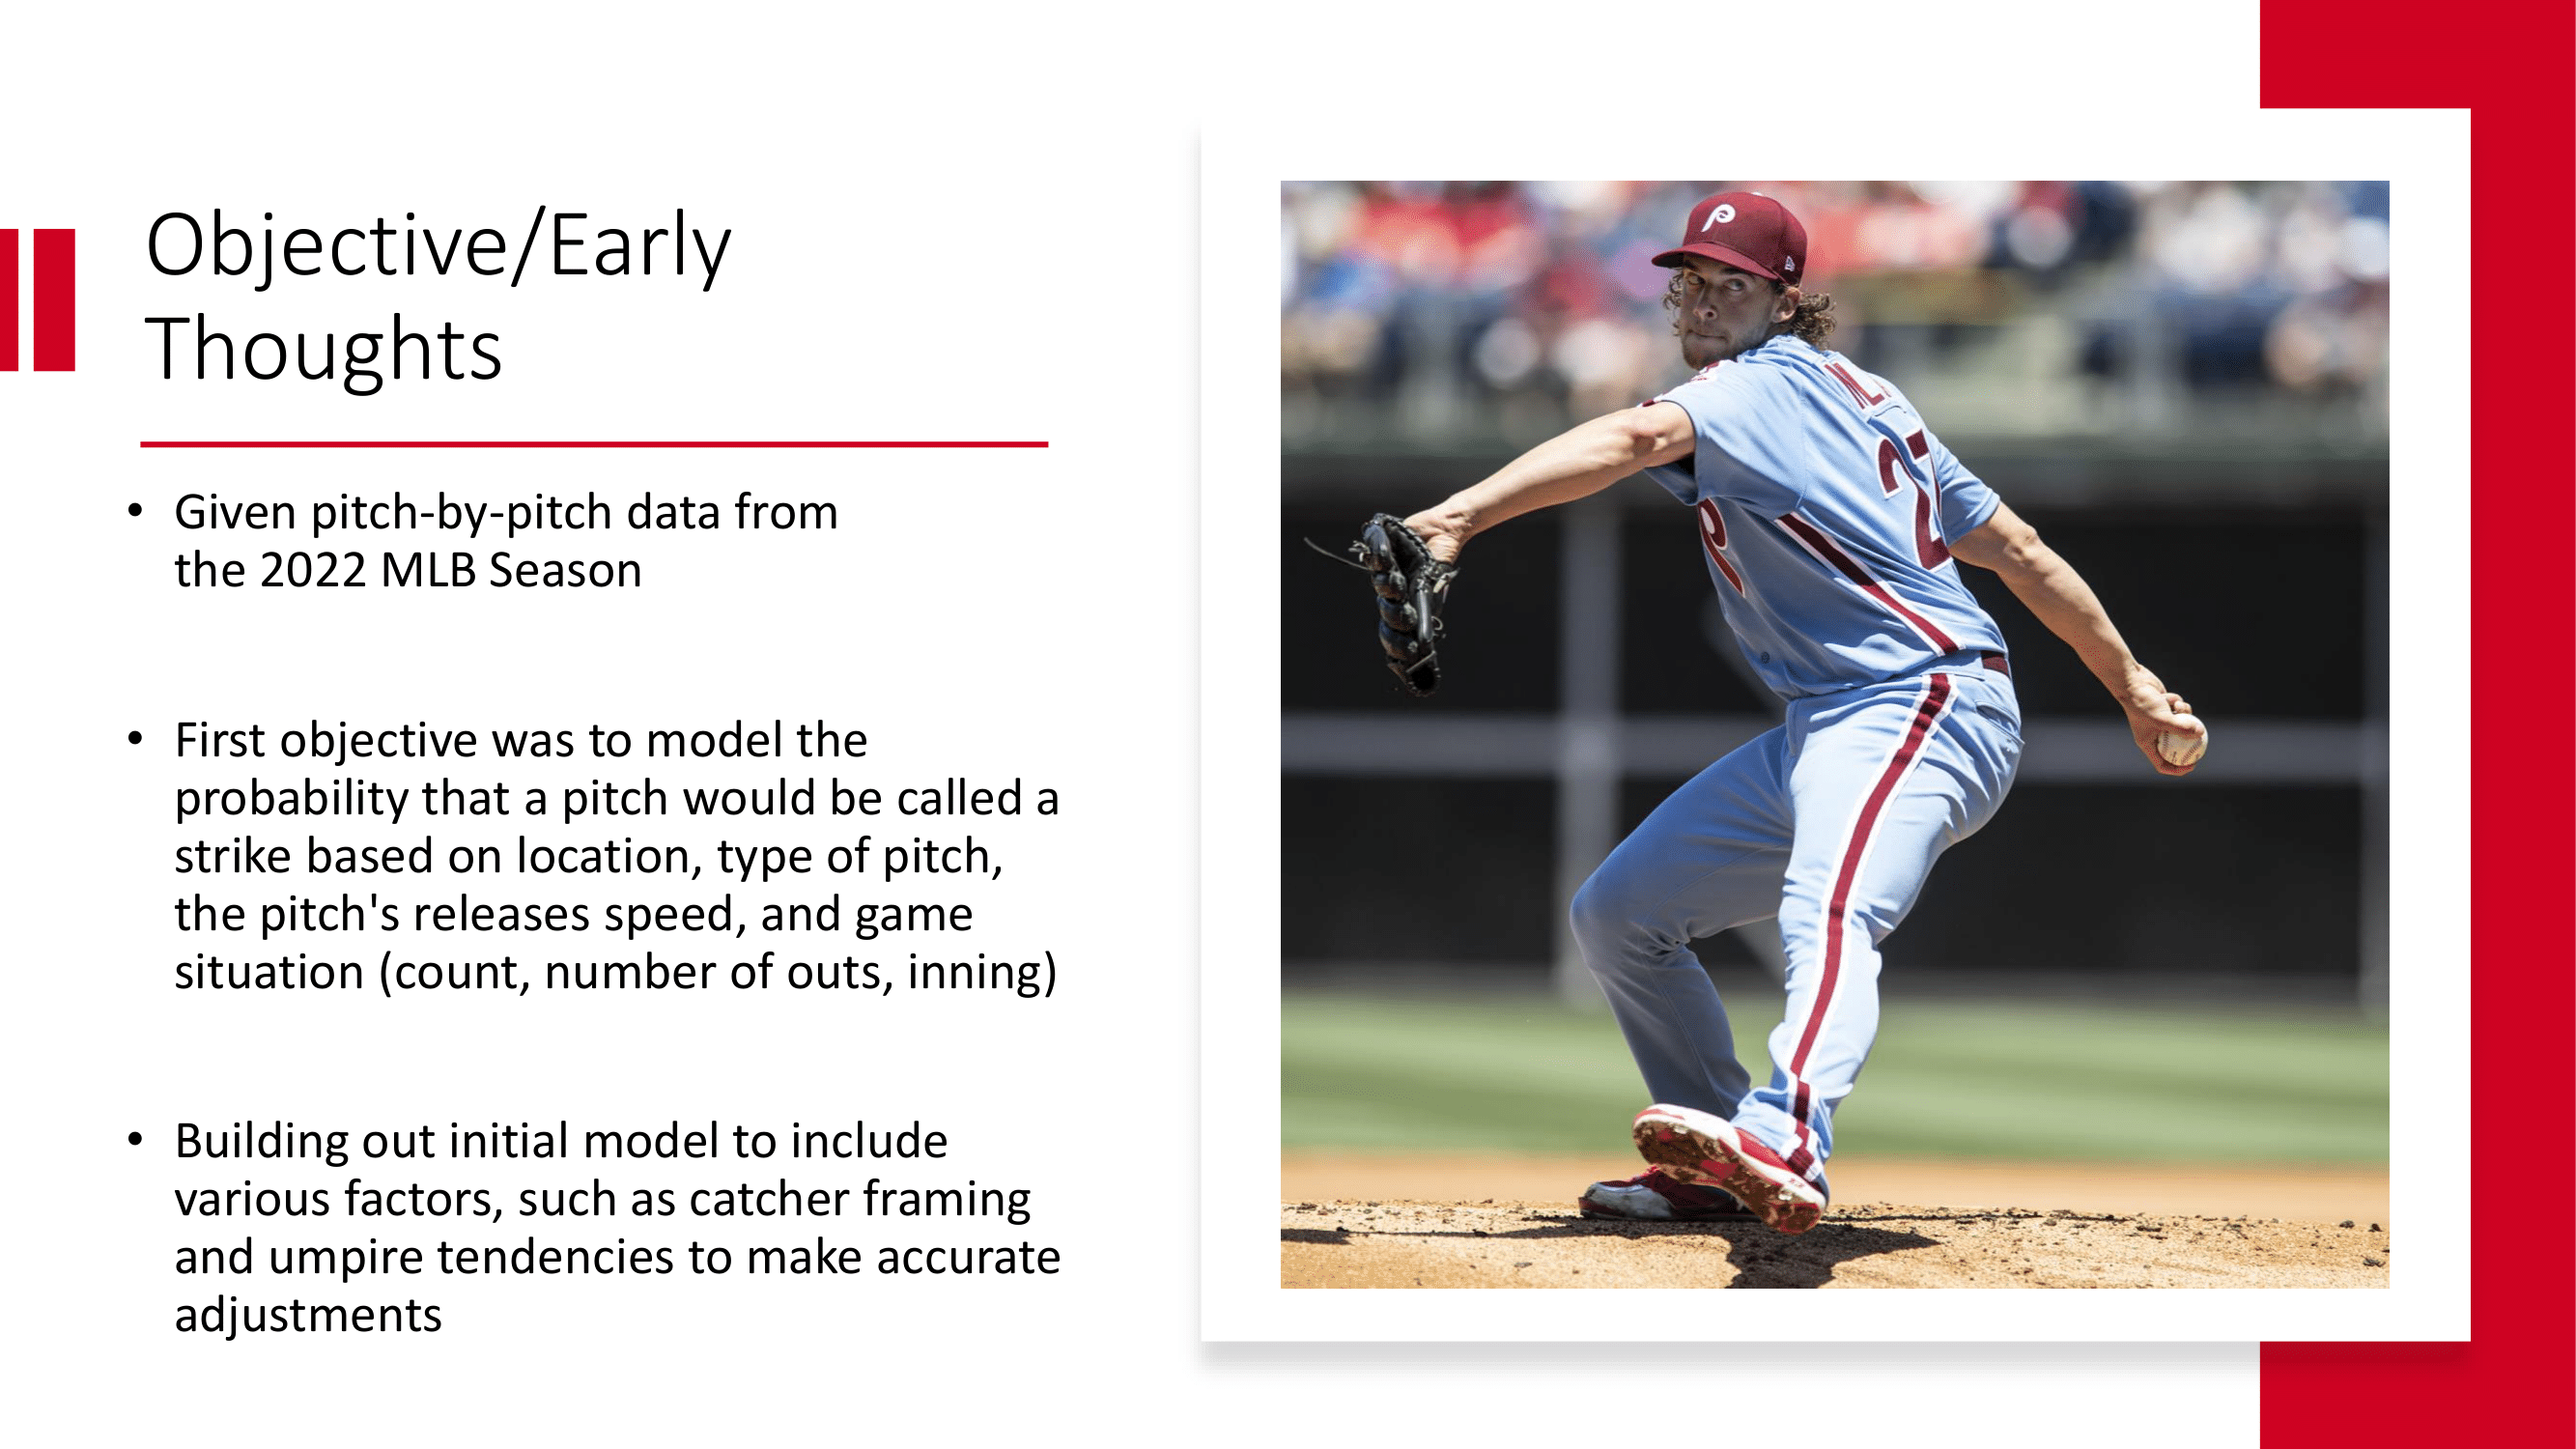 Objective/Early
Thoughts
• Given pitch-by-pitch data from
the 2022 MLB Season
• First objective was to model the
probability that a pitch would be called a
strike based on location, type of pitch,
the pitch's releases speed, and game
situation (count, number of outs, inning)
• Building out initial model to include
various factors, such as catcher framing
and umpire tendencies to make accurate
adjustments
P
27
P